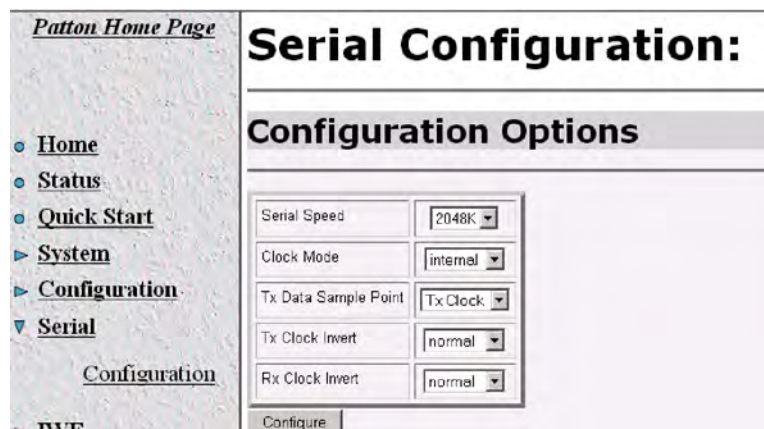 Patton Home Page
Home
Status
Quick Start
System
Configuration
Serial
Configuration
Serial Configuration:
Configuration Options
Serial Speed 2048K
Clock Mode internal
Tx Data Sample Point Tx Clock
Tx Clock Invert normal
Rx Clock Invert normal
Configure